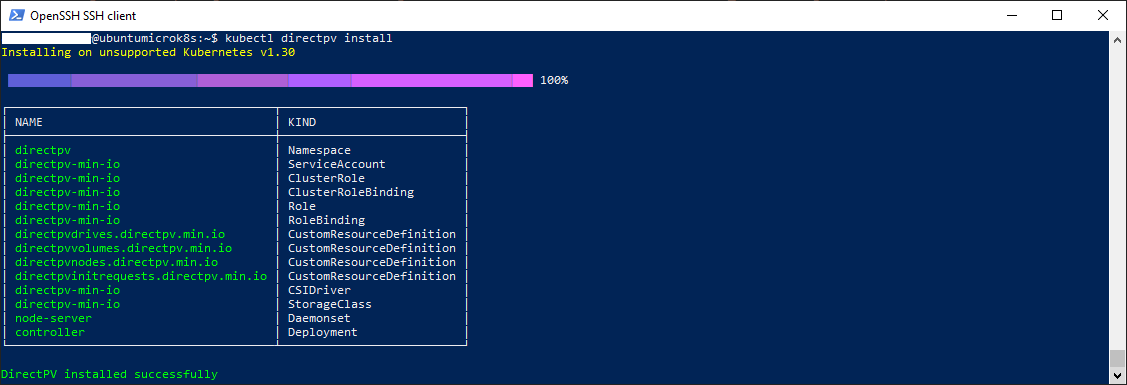 OpenSSH SSH client
@ubuntumicrok8s:~$ kubectl directpv install
Installing on unsupported Kubernetes v1.30
100%
NAME KIND
directpv Namespace
directpv-min-io ServiceAccount
directpv-min-io ClusterRole
directpv-min-io ClusterRoleBinding
directpv-min-io Role
directpv-min-io RoleBinding
directpvdrives.directpv.min.io CustomResourceDefinition
directpvvolumes.directpv.min.io CustomResourceDefinition
directpvnodes.directpv.min.io CustomResourceDefinition
directpvinitrequests.directpv.min.io CustomResourceDefinition
directpv-min-io CSIDriver
directpv-min-io StorageClass
node-server Daemonset
controller Deployment
DirectPV installed successfully